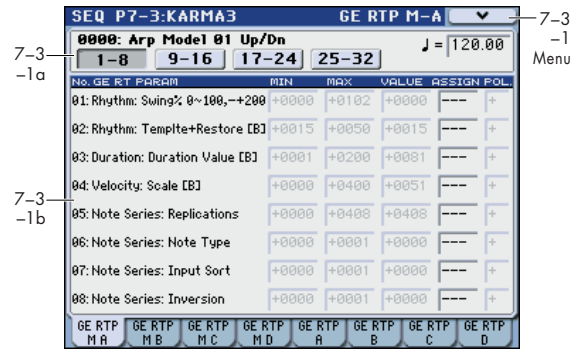 SEQ P7-3:KARMA3 GE RTP M-A
7–3
–1
Menu
0000: Arp Model 01 Up/Dn
♩= 120.00
7–3
–1a
1-8 9-16 17-24 25-32
No. GE RT PARAM MIN MAX VALUE ASSIGN POL.
01: Rhythm: Swing% 0~100,-+200 +0000 +0102 +0000 --- +
02: Rhythm: Templte+Restore [B] +0015 +0050 +0015 --- +
03: Duration: Duration Value [B] +0001 +0200 +0081 --- +
04: Velocity: Scale [B] +0000 +0400 +0051 --- +
7–3
–1b
05: Note Series: Replications +0000 +0408 +0408 --- +
06: Note Series: Note Type +0000 +0001 +0000 --- +
07: Note Series: Input Sort +0000 +0001 +0000 --- +
08: Note Series: Inversion +0000 +0001 +0000 --- +
GE RTP M A GE RTP M B GE RTP M C GE RTP M D GE RTP A GE RTP B GE RTP C GE RTP D